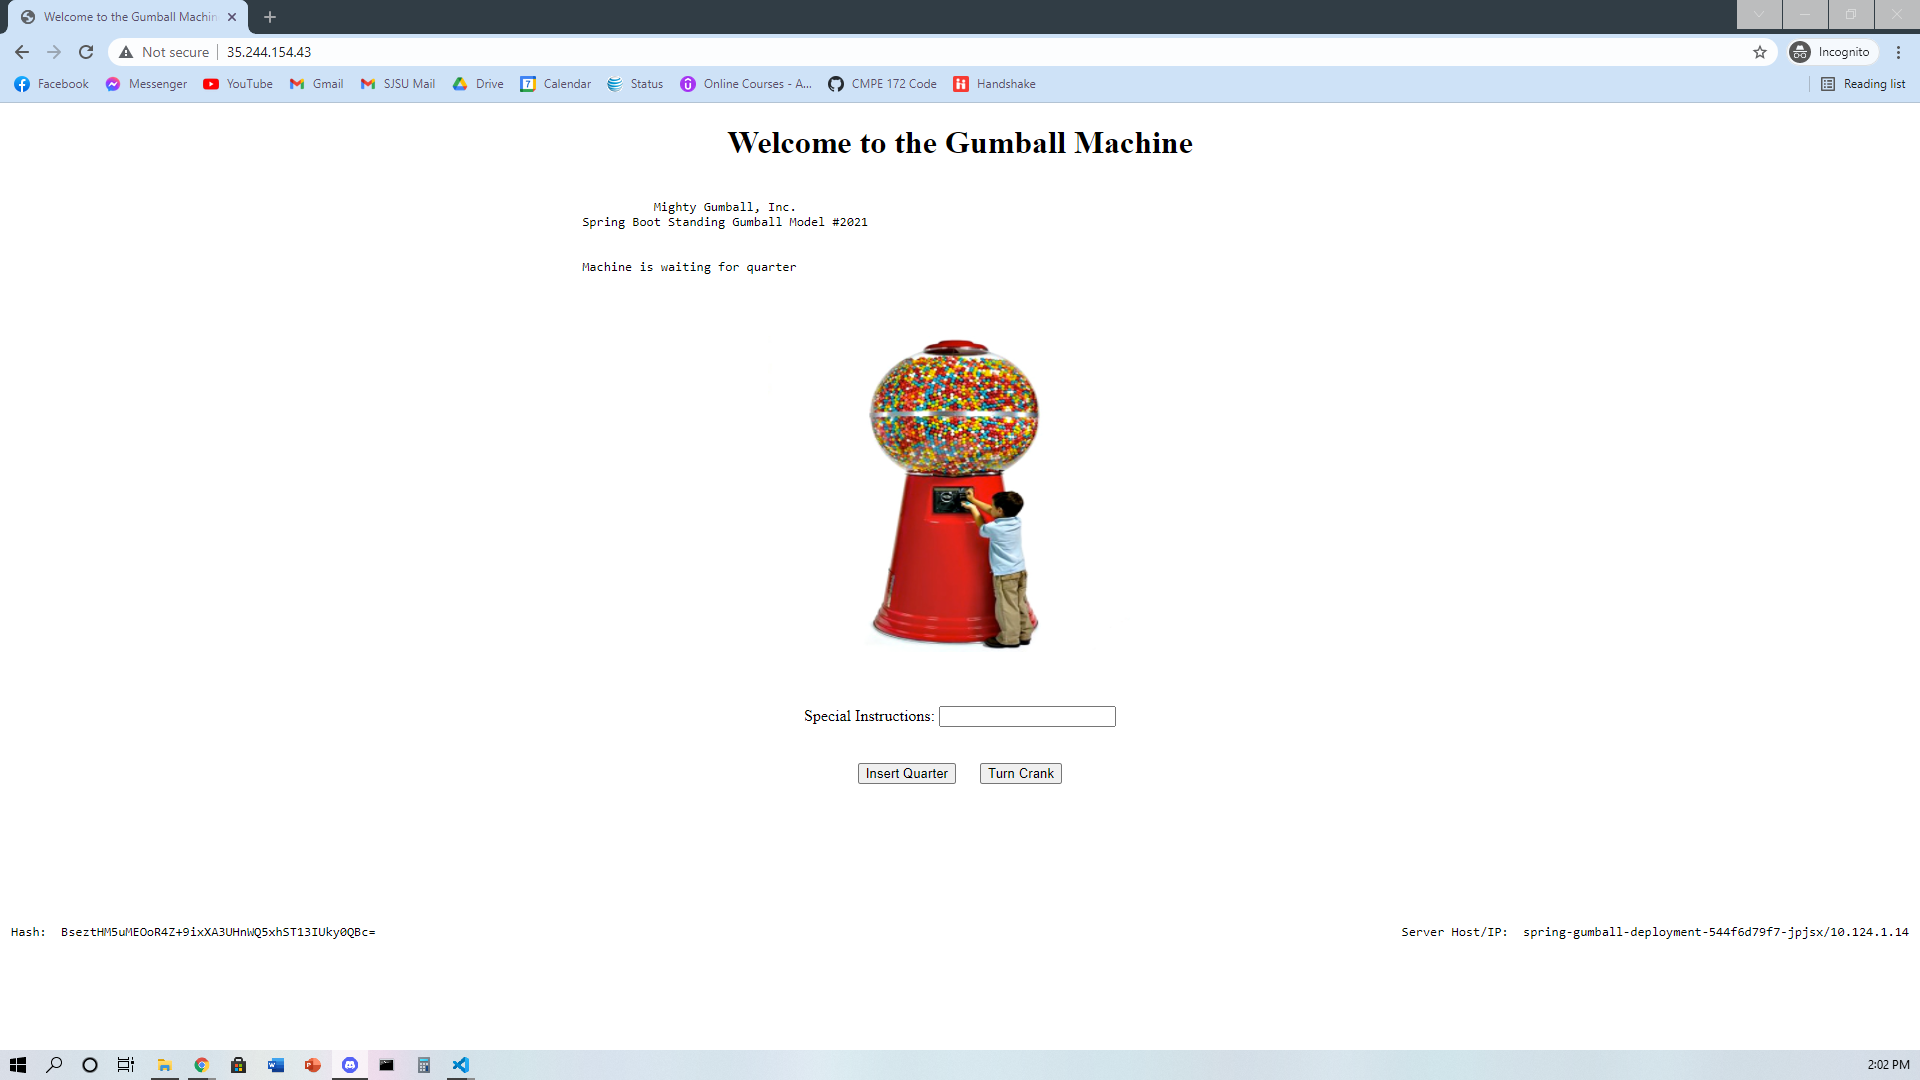 Welcome to the Gumball Machin
Not secure 35.244.154.43 Incognito
Facebook Messenger YouTube Gmail SJSU Mail Drive 7 Calendar Status Online Courses - A... CMPE 172 Code Handshake Reading list
Welcome to the Gumball Machine
Mighty Gumball, Inc.
Spring Boot Standing Gumball Model #2021
Machine is waiting for quarter
Special Instructions:
Insert Quarter Turn Crank
Hash: BseztHM5uMEOoR4Z+9ixXA3UHnWQ5xhST13IUky0QBc= Server Host/IP: spring-gumball-deployment-544f6d79f7-jpjsx/10.124.1.14
2:02 PM